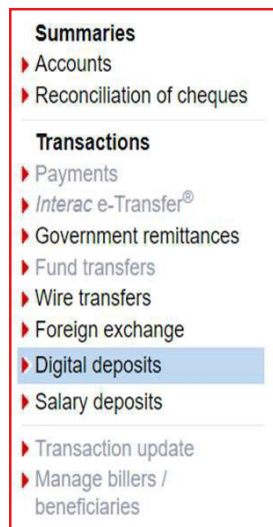 Summaries
Accounts
Reconciliation of cheques
Transactions
Payments
Interac e-Transfer®
Government remittances
Fund transfers
Wire transfers
Foreign exchange
Digital deposits
Salary deposits
Transaction update
Manage billers /
beneficiaries